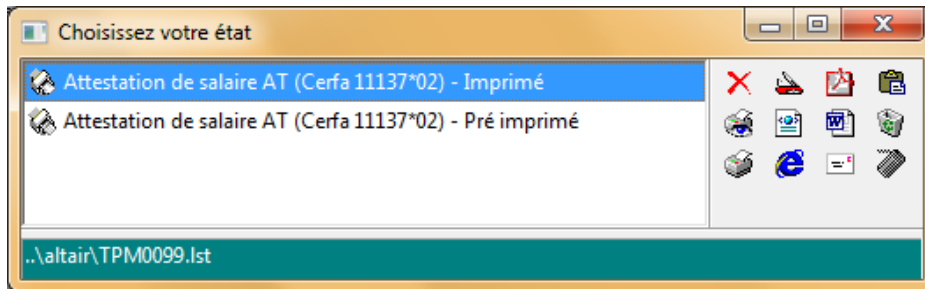 Choisissez votre état
Attestation de salaire AT (Cerfa 11137*02) - Imprimé
Attestation de salaire AT (Cerfa 11137*02) - Pré imprimé
..\altair\TPM0099.lst